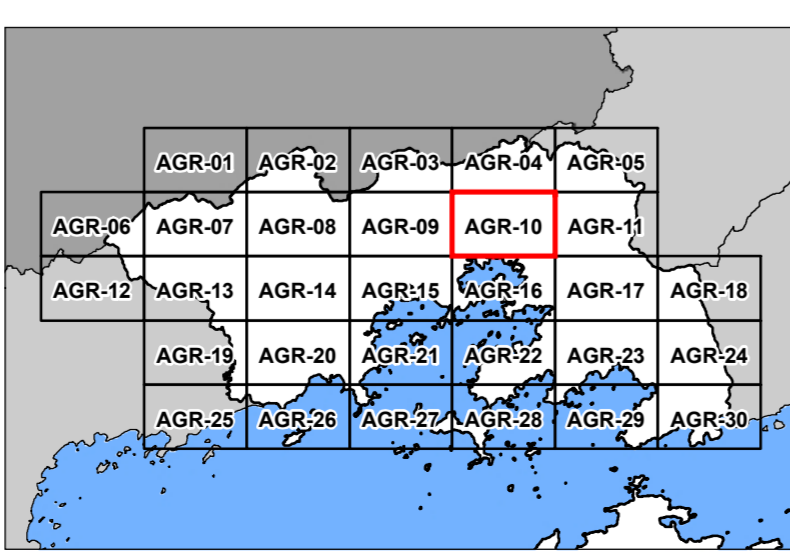 AGR-01 AGR-02 AGR-03 AGR-04 AGR-05
AGR-06 AGR-07 AGR-08 AGR-09 AGR-10 AGR-11
AGR-12 AGR-13 AGR-14 AGR-15 AGR-16 AGR-17 AGR-18
AGR-19 AGR-20 AGR-21 AGR-22 AGR-23 AGR-24
AGR-25 AGR-26 AGR-27 AGR-28 AGR-29 AGR-30